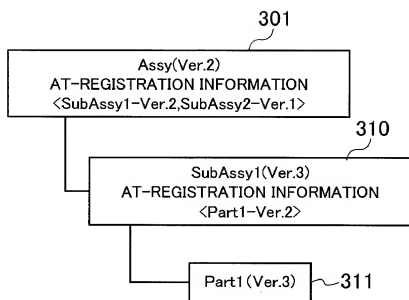 301
Assy(Ver.2)
AT-REGISTRATION INFORMATION
<SubAssy1-Ver.2,SubAssy2-Ver.1>
310
SubAssy1(Ver.3)
AT-REGISTRATION INFORMATION
<Part1-Ver.2>
Part1(Ver.3)
311